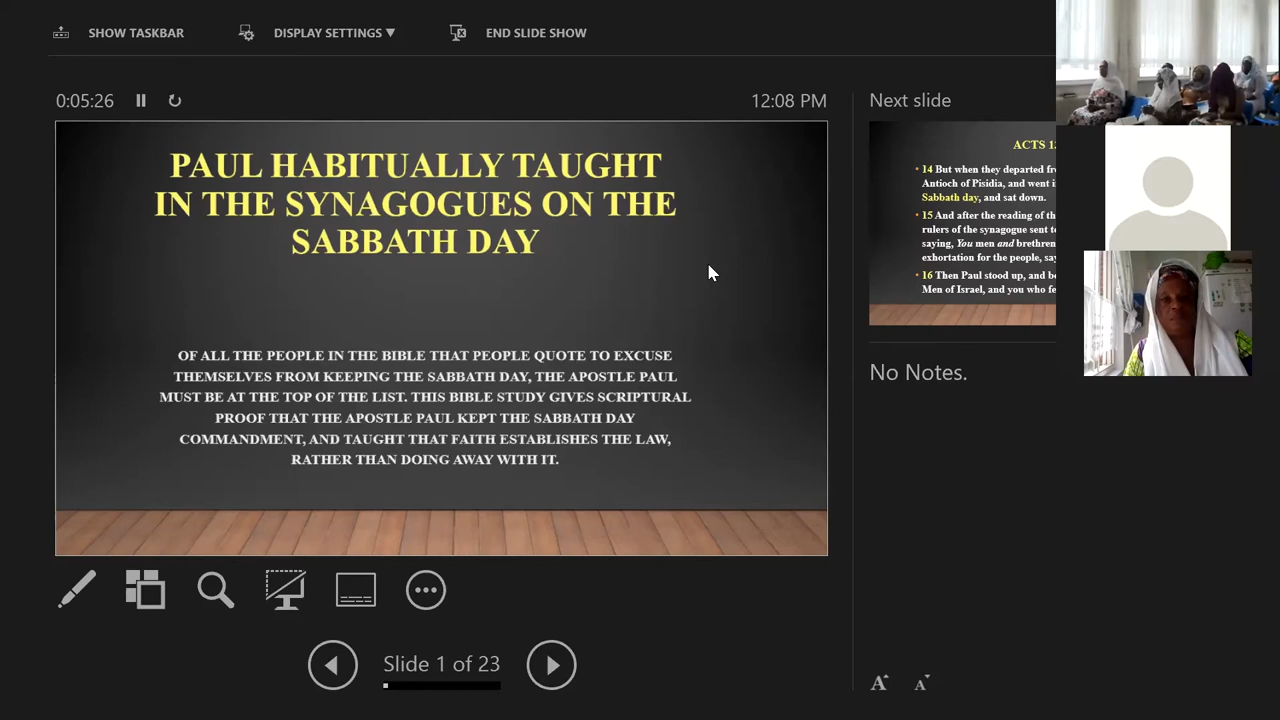 SHOW TASKBAR
DISPLAY SETTINGS ▼
END SLIDE SHOW
0:05:26
12:08 PM
PAUL HABITUALLY TAUGHT
IN THE SYNAGOGUES ON THE
SABBATH DAY
OF ALL THE PEOPLE IN THE BIBLE THAT PEOPLE QUOTE TO EXCUSE
THEMSELVES FROM KEEPING THE SABBATH DAY, THE APOSTLE PAUL
MUST BE AT THE TOP OF THE LIST. THIS BIBLE STUDY GIVES SCRIPTURAL
PROOF THAT THE APOSTLE PAUL KEPT THE SABBATH DAY
COMMANDMENT, AND TAUGHT THAT FAITH ESTABLISHES THE LAW,
RATHER THAN DOING AWAY WITH IT.
Slide 1 of 23
Next slide
ACTS
• 14 But when they departed
Antioch of Pisidia, and went
Sabbath day, and sat down.
• 15 And after the reading of
rulers of the synagogue sent
saying, You men and brethren
exhortation for the people,
• 16 Then Paul stood up, and
Men of Israel, and you who
No Notes.
A A